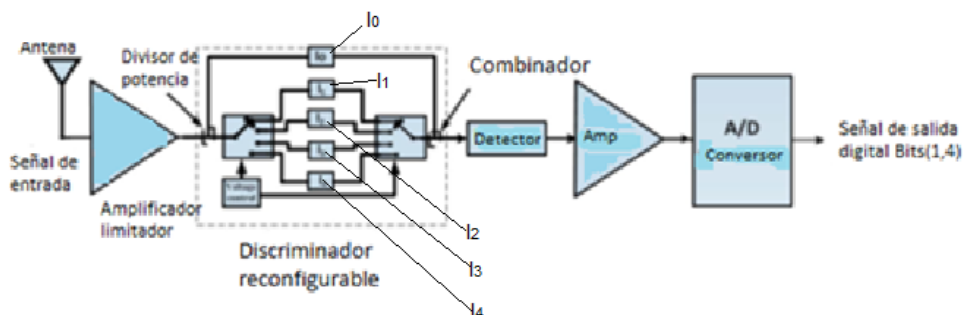 I0
Antena
Divisor de
potencia
I1
Combinador
Señal de
entrada
Amplificador
limitador
Discriminador
reconfigurable
I2
I3
I4
Detector
Amp
A/D
Conversor
Señal de salida
digital Bits(1,4)